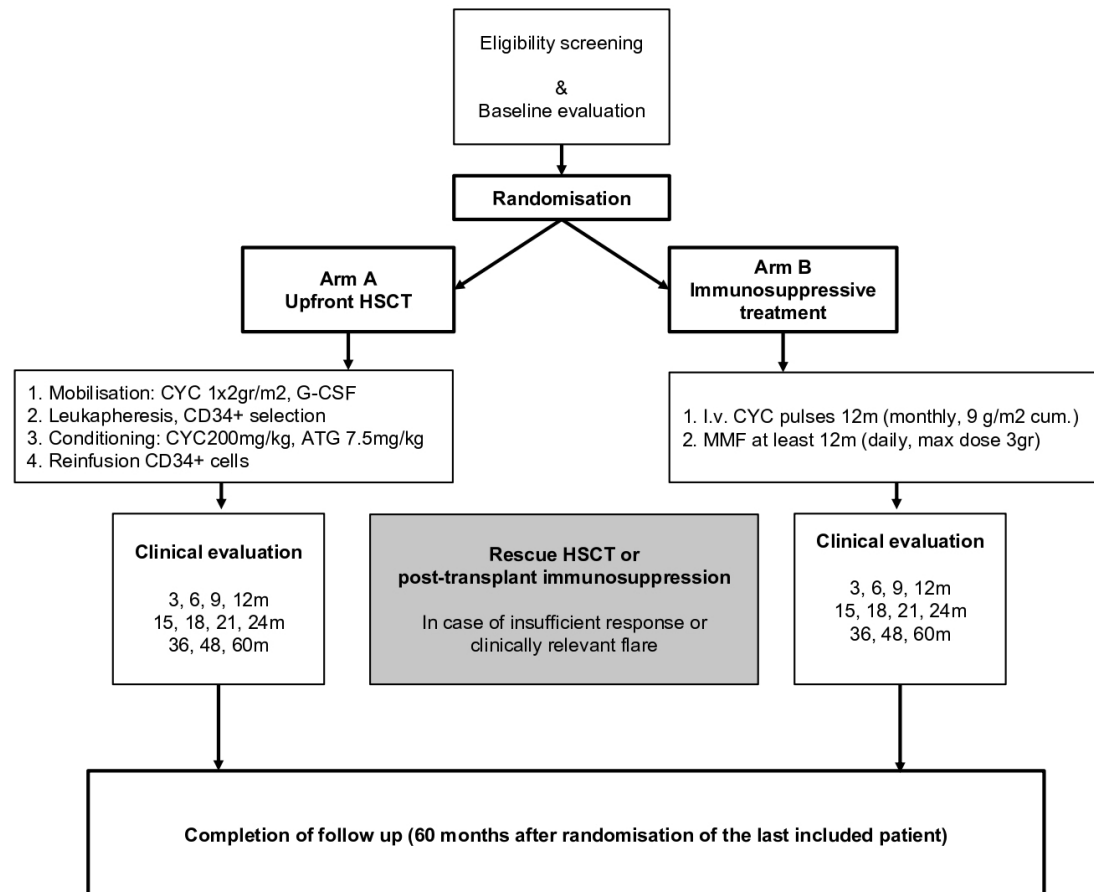 Eligibility screening
&
Baseline evaluation
Randomisation
Arm A
Upfront HSCT
Arm B
Immunosuppressive
treatment
1. Mobilisation: CYC 1x2gr/m2, G-CSF
2. Leukapheresis, CD34+ selection
3. Conditioning: CYC200mg/kg, ATG 7.5mg/kg
4. Reinfusion CD34+ cells
1. I.v. CYC pulses 12m (monthly, 9 g/m2 cum.)
2. MMF at least 12m (daily, max dose 3gr)
Clinical evaluation
3, 6, 9, 12m
15, 18, 21, 24m
36, 48, 60m
Rescue HSCT or
post-transplant immunosuppression
In case of insufficient response or
clinically relevant flare
Clinical evaluation
3, 6, 9, 12m
15, 18, 21, 24m
36, 48, 60m
Completion of follow up (60 months after randomisation of the last included patient)